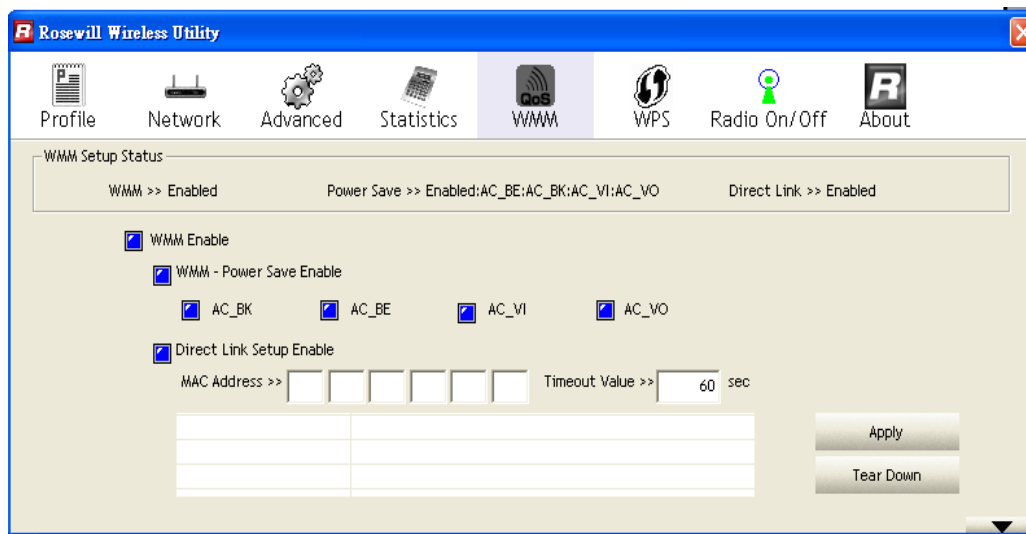 R Rosewill Wireless Utility
P
QoS
R
Profile Network Advanced Statistics WMM WPS Radio On/Off About
WMM Setup Status
WMM >> Enabled Power Save >> Enabled:AC_BE:AC_BK:AC_VI:AC_VO Direct Link >> Enabled
WMM Enable
WMM - Power Save Enable
AC_BK AC_BE AC_VI AC_VO
Direct Link Setup Enable
MAC Address >> Timeout Value >> 60 sec
Apply
Tear Down